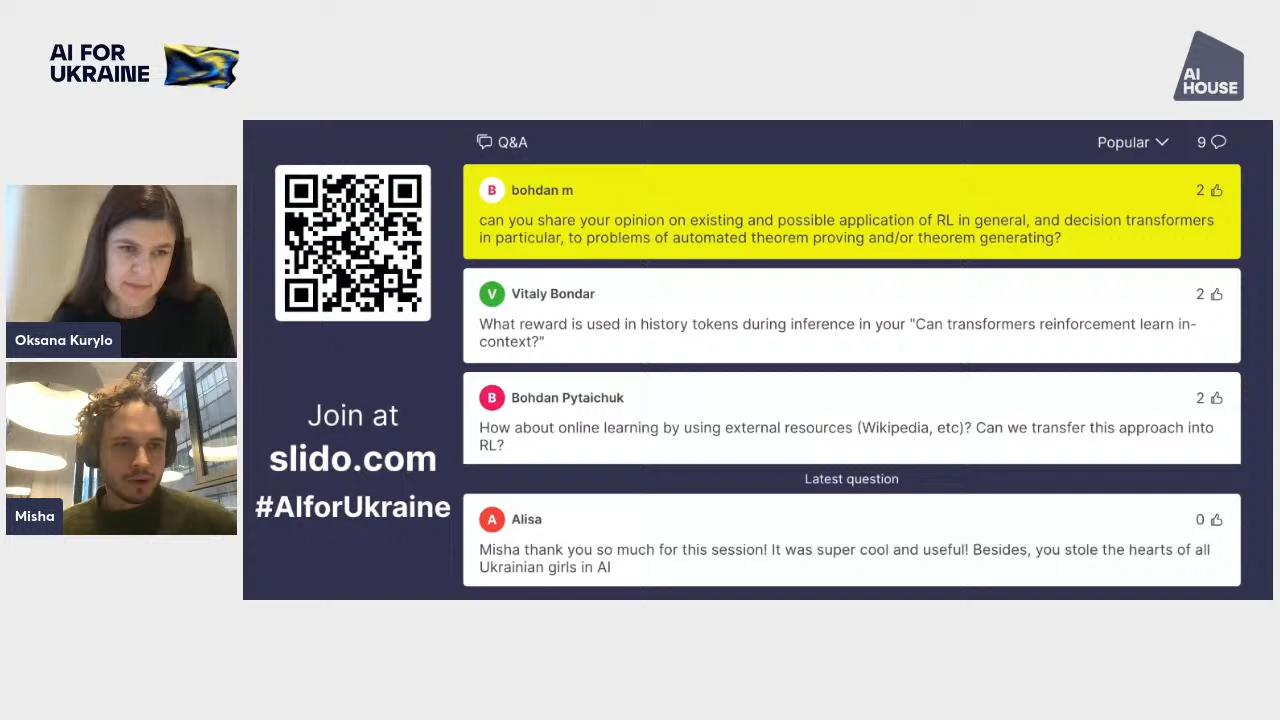 AI FOR
UKRAINE
AI
HOUSE
Q&A
Popular
9
B
bohdan m
2
can you share your opinion on existing and possible application of RL in general, and decision transformers
in particular, to problems of automated theorem proving and/or theorem generating?
V
Vitaly Bondar
2
What reward is used in history tokens during inference in your "Can transformers reinforcement learn in-
context?"
B
Bohdan Pytaichuk
2
How about online learning by using external resources (Wikipedia, etc)? Can we transfer this approach into
RL?
Latest question
A
Alisa
0
Misha thank you so much for this session! It was super cool and useful! Besides, you stole the hearts of all
Ukrainian girls in AI
Join at
slido.com
#AIforUkraine
Oksana Kurylo
Misha